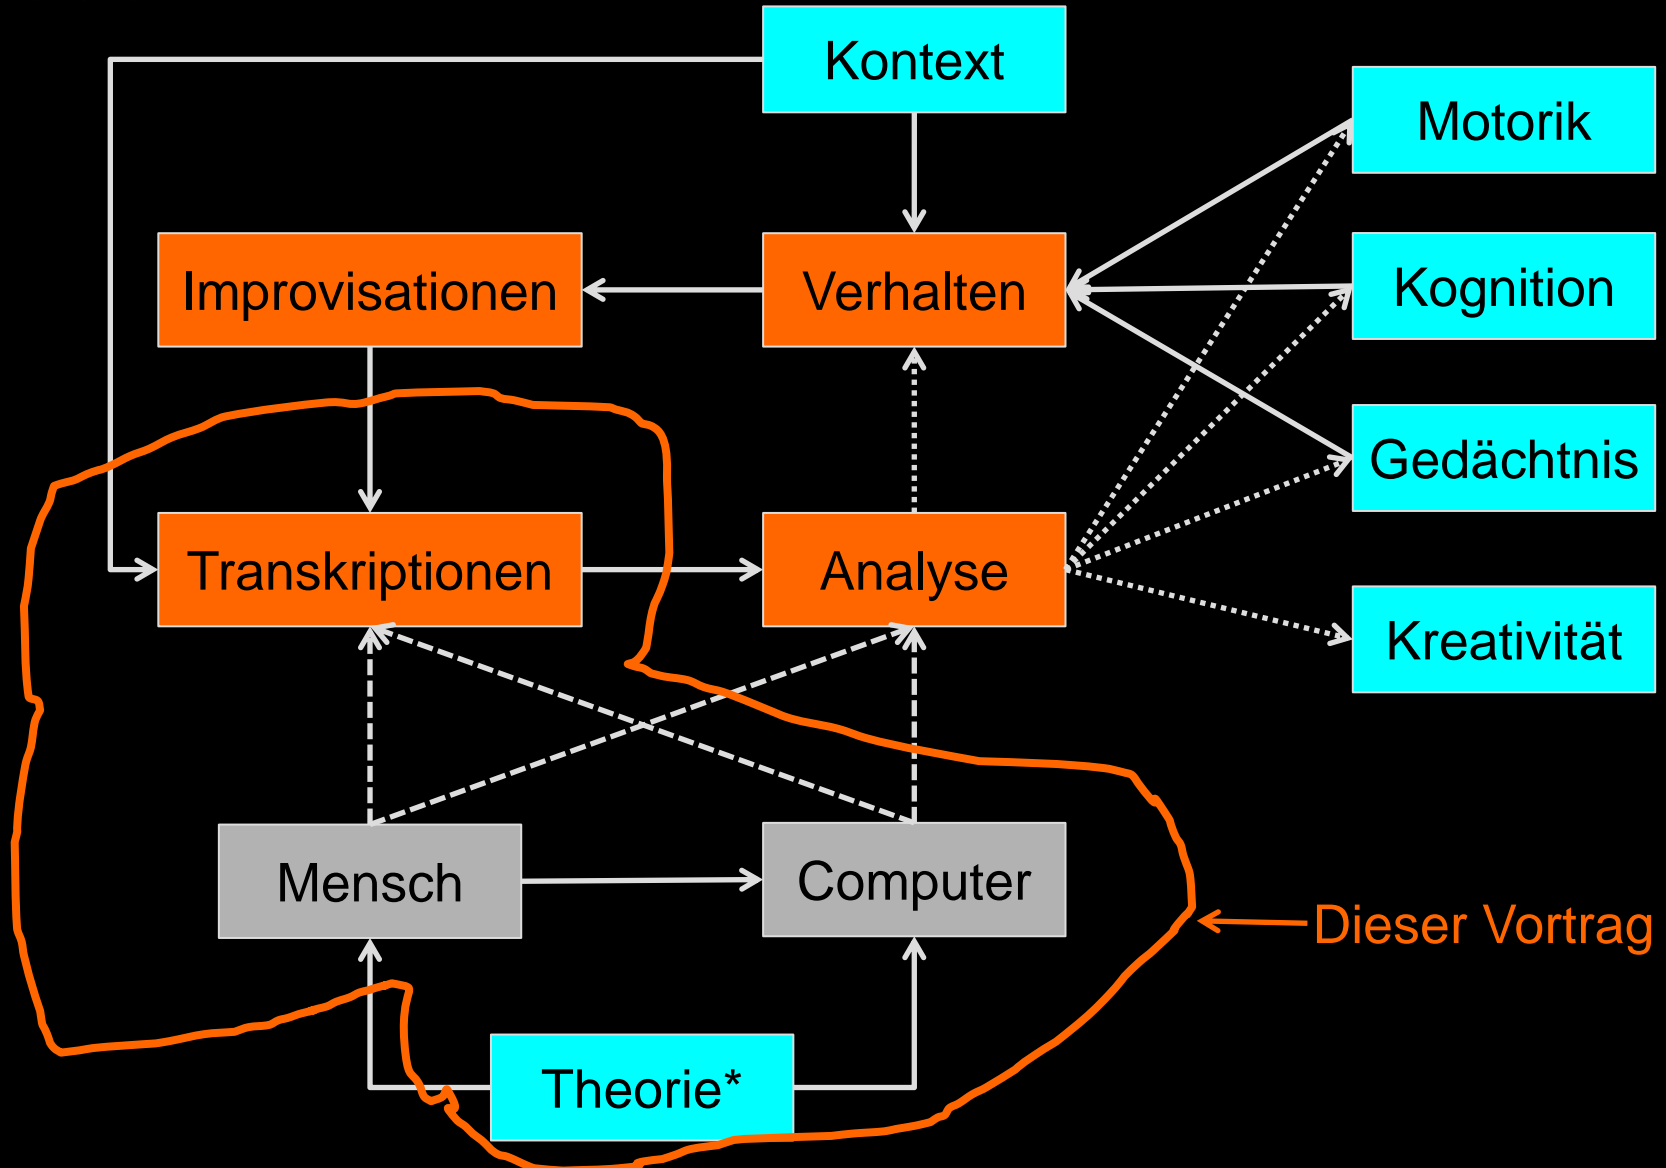 Kontext
Motorik
Improvisationen
Verhalten
Kognition
Gedächtnis
Transkriptionen
Analyse
Kreativität
Mensch
Computer
Dieser Vortrag
Theorie*